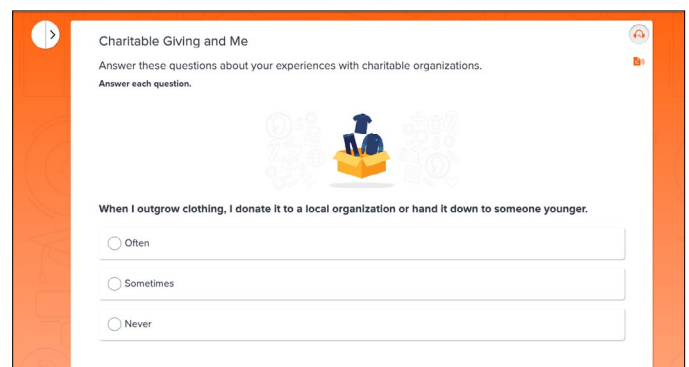 Charitable Giving and Me
Answer these questions about your experiences with charitable organizations.
Answer each question.
When I outgrow clothing, I donate it to a local organization or hand it down to someone younger.
Often
Sometimes
Never